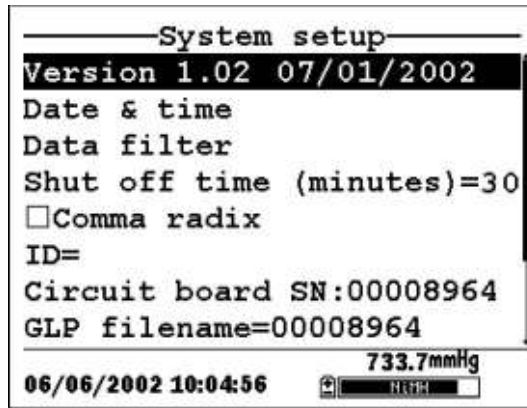 System setup
Version 1.02 07/01/2002
Date & time
Data filter
Shut off time (minutes)=30
Comma radix
ID=
Circuit board SN:00008964
GLP filename=00008964
733.7mmHg
06/06/2002 10:04:56
NiMH